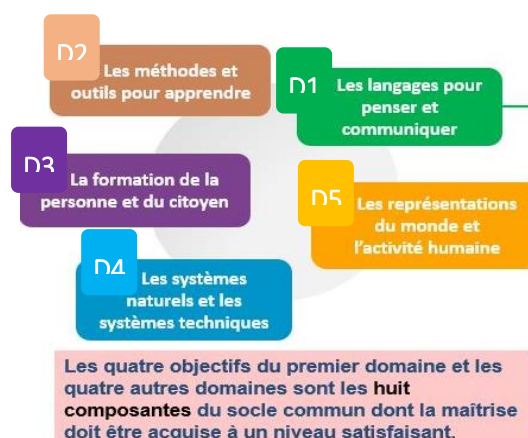 D2
Les méthodes et
outils pour apprendre
D1
Les langages pour
penser et
communiquer
D3
La formation de la
personne et du citoyen
D5
Les représentations
du monde et
l'activité humaine
D4
Les systèmes
naturels et les
systèmes techniques
Les quatre objectifs du premier domaine et les
quatre autres domaines sont les huit
composantes du socle commun dont la maîtrise
doit être acquise à un niveau satisfaisant.